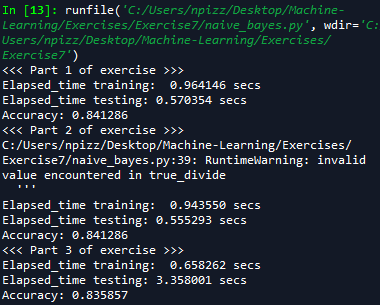 In [13]: runfile('C:/Users/npizz/Desktop/Machine-
Learning/Exercises/Exercise7/naive_bayes.py', wdir='C:/
Users/npizz/Desktop/Machine-Learning/Exercises/
Exercise7')
<<< Part 1 of exercise >>>
Elapsed_time training:  0.964146 secs
Elapsed_time testing: 0.570354 secs
Accuracy: 0.841286
<<< Part 2 of exercise >>>
C:/Users/npizz/Desktop/Machine-Learning/Exercises/
Exercise7/naive_bayes.py:39: RuntimeWarning: invalid
value encountered in true_divide
  '''
Elapsed_time training:  0.943550 secs
Elapsed_time testing: 0.555293 secs
Accuracy: 0.841286
<<< Part 3 of exercise >>>
Elapsed_time training:  0.658262 secs
Elapsed_time testing: 3.358001 secs
Accuracy: 0.835857